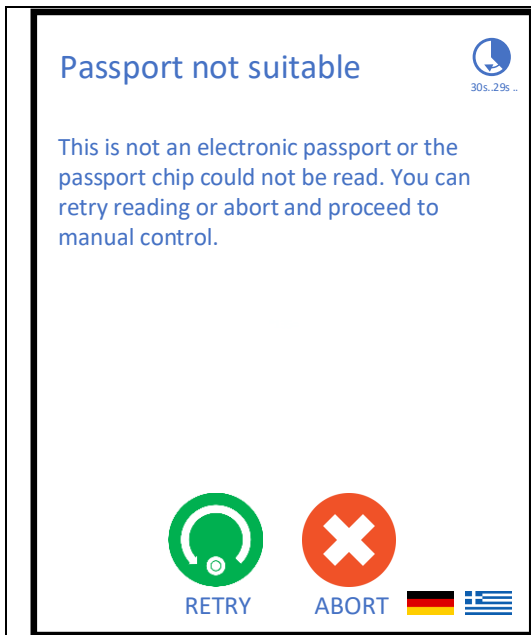 Passport not suitable
30s..29s ..
This is not an electronic passport or the
passport chip could not be read. You can
retry reading or abort and proceed to
manual control.
RETRY ABORT